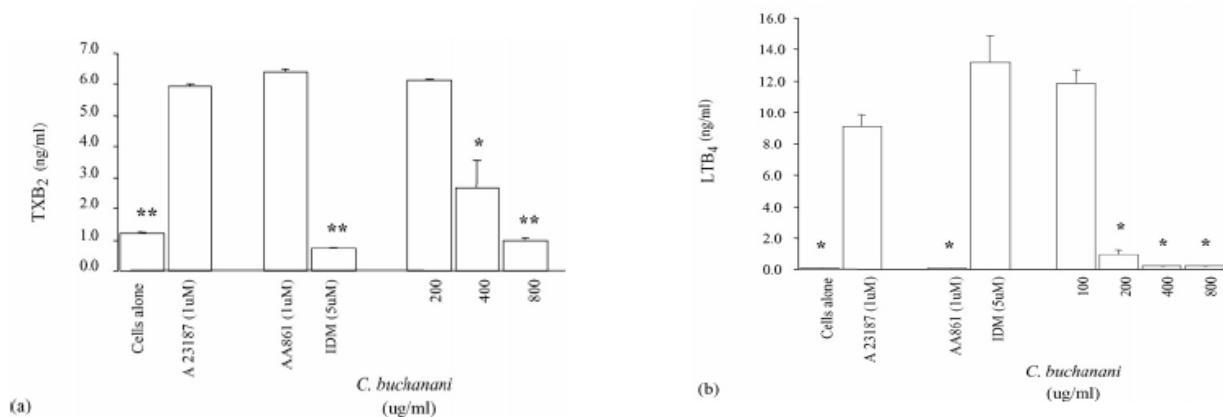 7.0
6.0
5.0
4.0
3.0
2.0
1.0
0.0
TXB2 (ng/ml)
**
**
*
**
Cells alone
A 23187 (1uM)
AA861 (1uM)
IDM (5uM)
200
400
800
C. buchanani
(ug/ml)
(a)
16.0
14.0
12.0
10.0
8.0
6.0
4.0
2.0
0.0
LTB4 (ng/ml)
*
*
*
*
*
Cells alone
A 23187 (1uM)
AA861 (1uM)
IDM (5uM)
100
200
400
800
C. buchanani
(ug/ml)
(b)